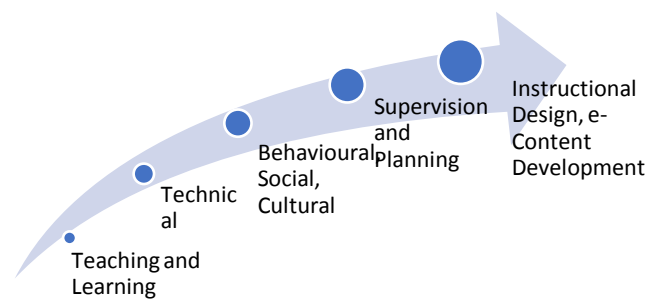 Teaching and
Learning
Technic
al
Behavioural,
Social,
Cultural
Supervision
and
Planning
Instructional
Design, e-
Content
Development